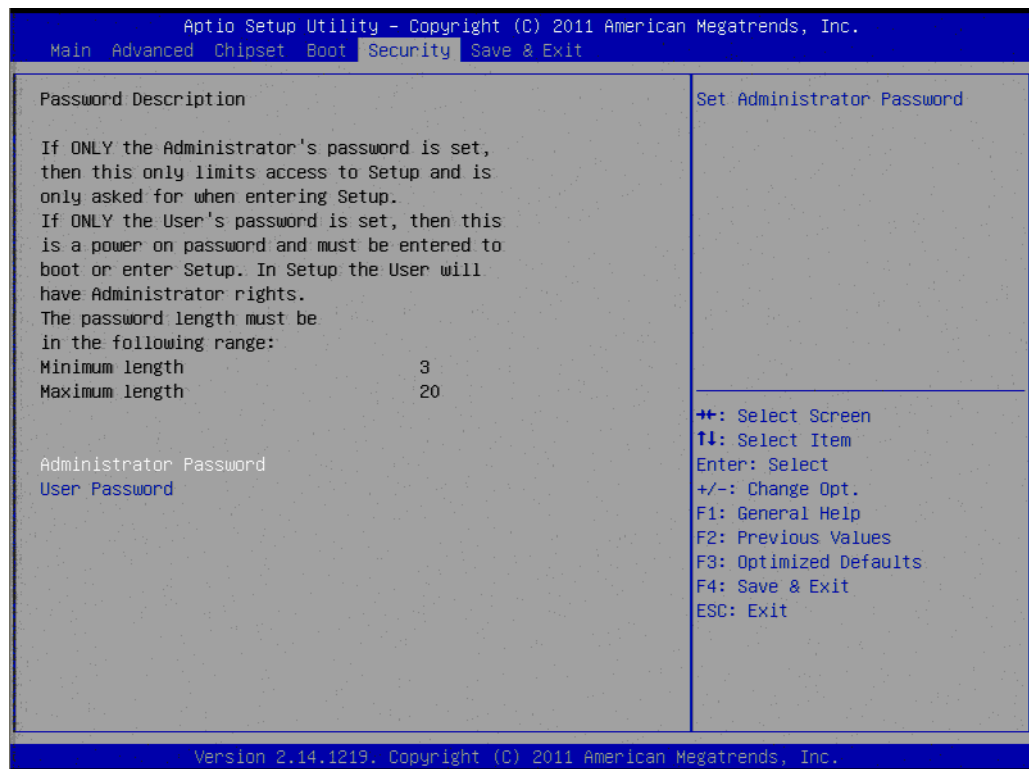 Aptio Setup Utility – Copyright (C) 2011 American Megatrends, Inc.
Main Advanced Chipset Boot Security Save & Exit
Password Description
If ONLY the Administrator's password is set,
then this only limits access to Setup and is
only asked for when entering Setup.
If ONLY the User's password is set, then this
is a power on password and must be entered to
boot or enter Setup. In Setup the User will
have Administrator rights.
The password length must be
in the following range:
Minimum length 3
Maximum length 20
Administrator Password
User Password
Set Administrator Password
→←: Select Screen
↑↓: Select Item
Enter: Select
+/-: Change Opt.
F1: General Help
F2: Previous Values
F3: Optimized Defaults
F4: Save & Exit
ESC: Exit
Version 2.14.1219. Copyright (C) 2011 American Megatrends, Inc.